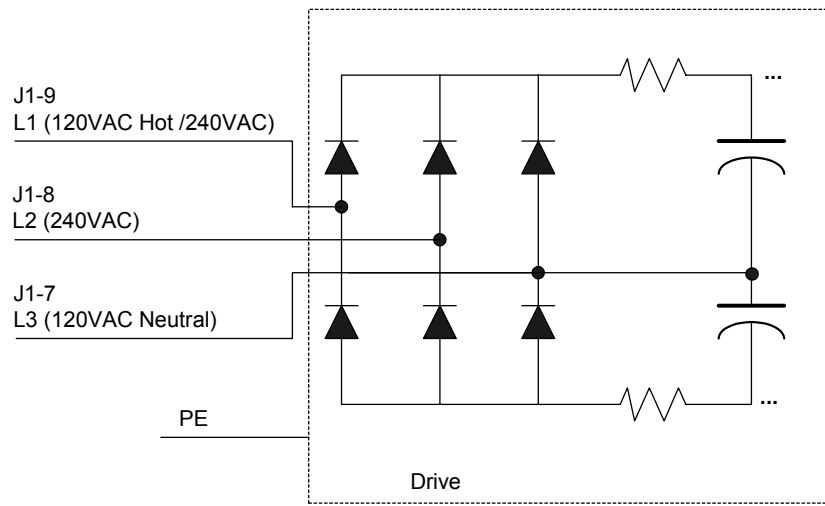 J1-9
L1 (120VAC Hot /240VAC)
J1-8
L2 (240VAC)
J1-7
L3 (120VAC Neutral)
PE
...
...
Drive